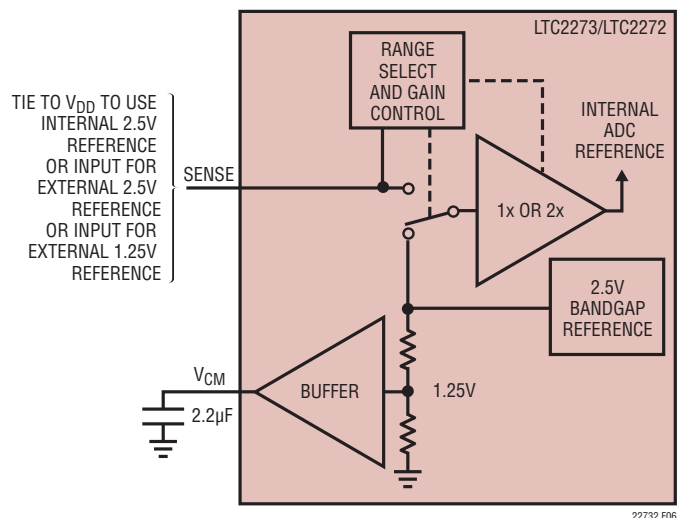 LTC2273/LTC2272
RANGE
SELECT
AND GAIN
CONTROL
TIE TO VDD TO USE
INTERNAL 2.5V
REFERENCE
OR INPUT FOR
EXTERNAL 2.5V
REFERENCE
OR INPUT FOR
EXTERNAL 1.25V
REFERENCE
SENSE
INTERNAL
ADC
REFERENCE
1x OR 2x
2.5V
BANDGAP
REFERENCE
VCM
BUFFER
1.25V
2.2µF
22732 F06